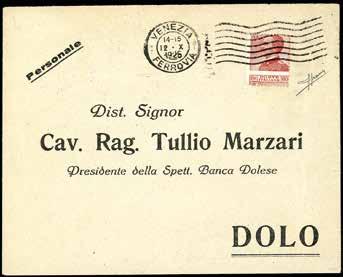 Personale
VENEZIA
14-15
12·X
1925
FERROVIA
Dist. Signor
Cav. Rag. Tullio Marzari
Presidente della Spett. Banca Dolese
DOLO